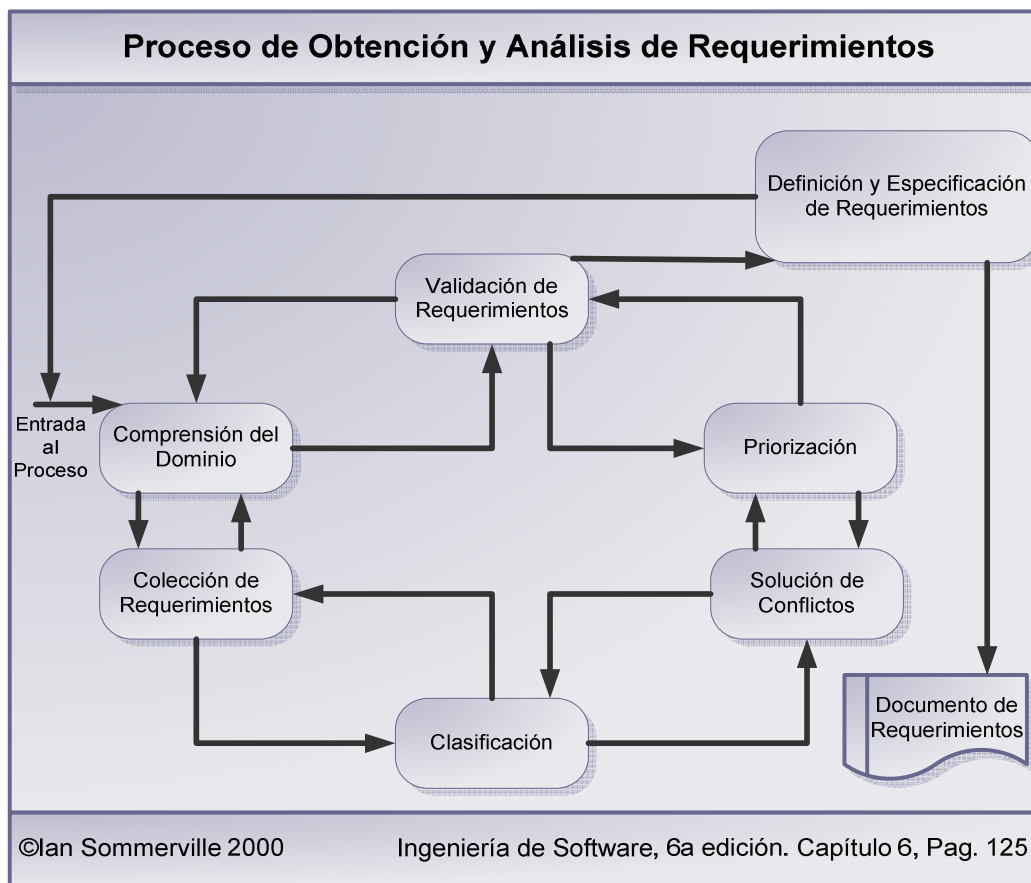 Proceso de Obtención y Análisis de Requerimientos
Definición y Especificación
de Requerimientos
Validación de
Requerimientos
Entrada
al
Proceso
Comprensión del
Dominio
Priorización
Colección de
Requerimientos
Solución de
Conflictos
Clasificación
Documento de
Requerimientos
©Ian Sommerville 2000
Ingeniería de Software, 6a edición. Capítulo 6, Pag. 125